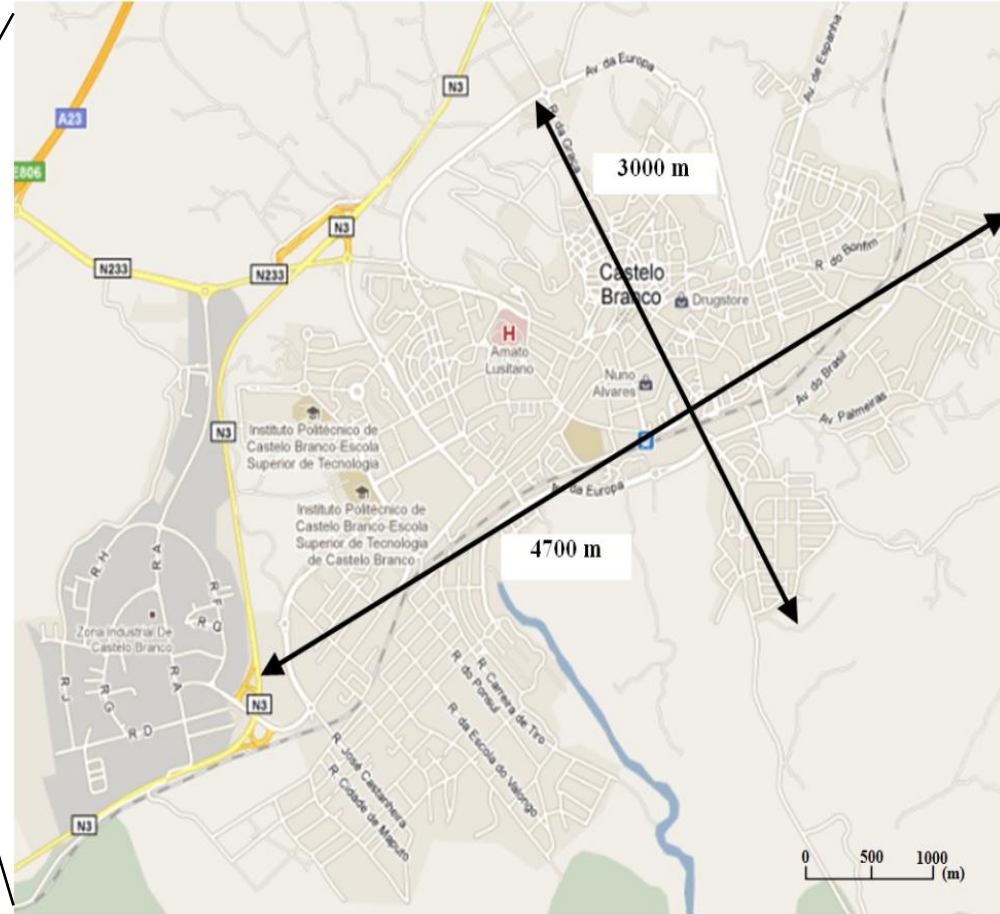 N3
Av. da Europa
Av. de Espanha
A23
R. da Graça
E806
3000 m
N3
R. do Bonfim
N233
N233
Castelo
Branco
Drugstore
H
Amato
Lusitano
Nuno
Alvares
Av do Brasil
Av Palmeiras
N3
Instituto Politécnico de
Castelo Branco-Escola
Superior de Tecnologia
Av. da Europa
Instituto Politécnico de
Castelo Branco-Escola
Superior de Tecnologia
de Castelo Branco
4700 m
R H
R A
R F
R Q
Zona Industrial De
Castelo Branco
R J
R G
R A
R D
N3
R. Carreira de Tiro
R. do Ponsul
R. da Escola do Valongo
R. José Castanheira
R. Cidade de Maputo
N3
0 500 1000
(m)